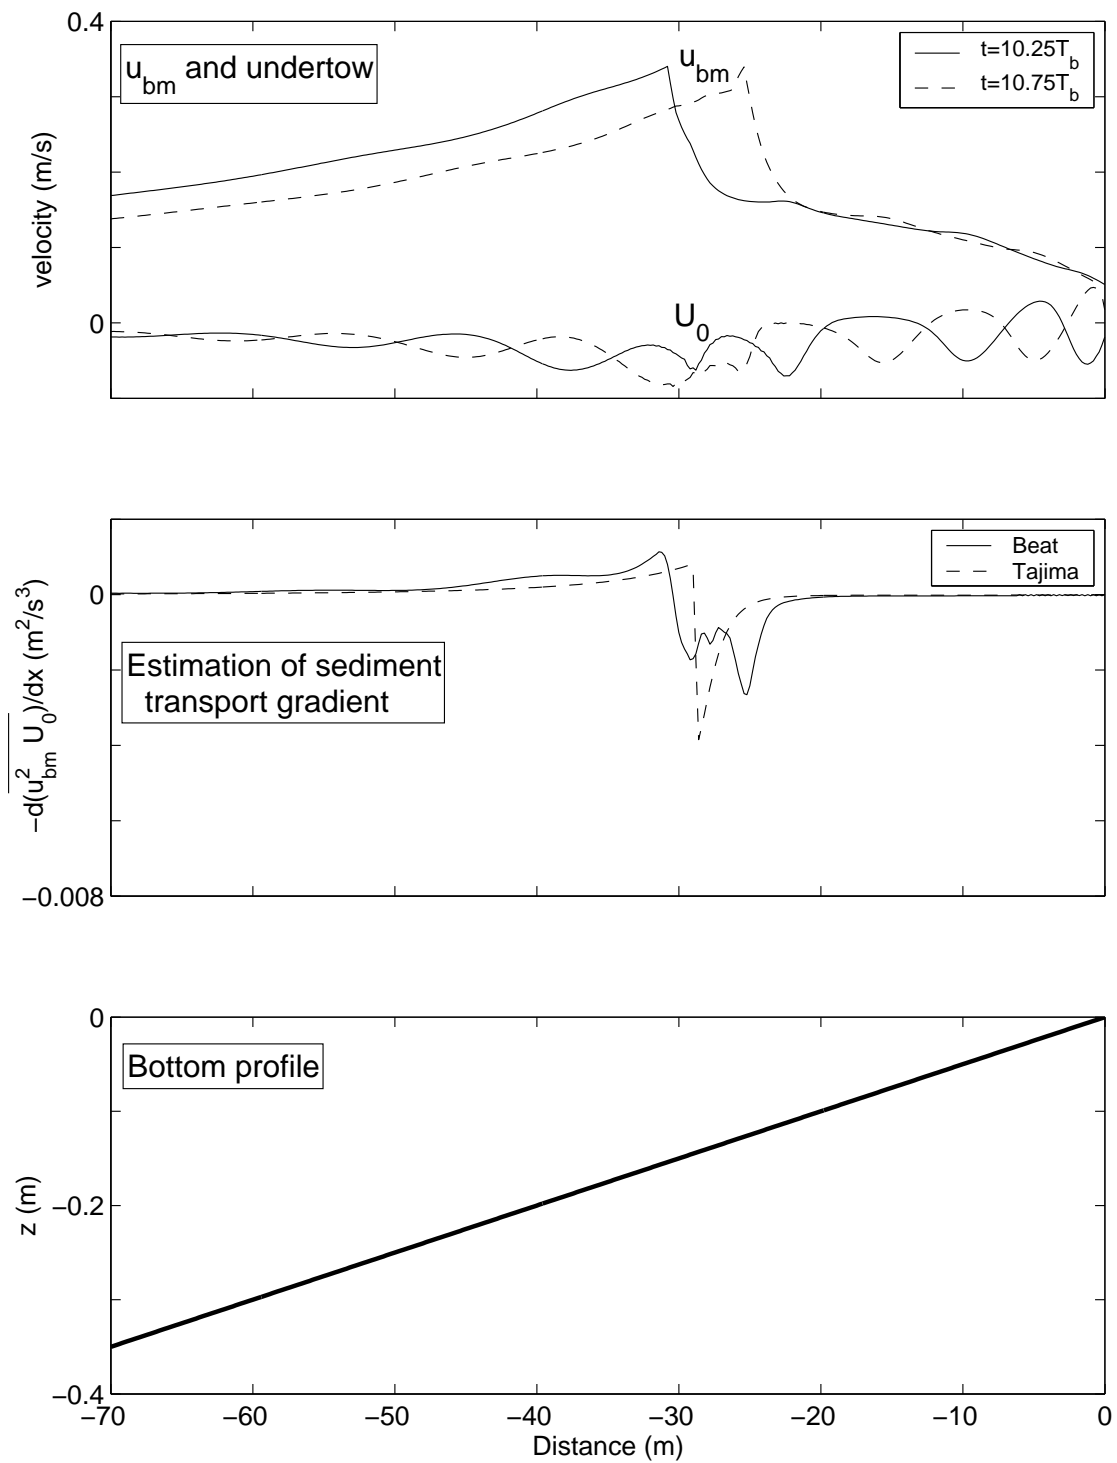 0.4
u_bm and undertow
u_bm
t=10.25T_b
t=10.75T_b
velocity (m/s)
0
U_0
0
Beat
Tajima
Estimation of sediment
transport gradient
−d(u²_bm U_0)/dx (m²/s³)
−0.008
0
Bottom profile
z (m)
−0.2
−0.4
−70 −60 −50 −40 −30 −20 −10 0
Distance (m)